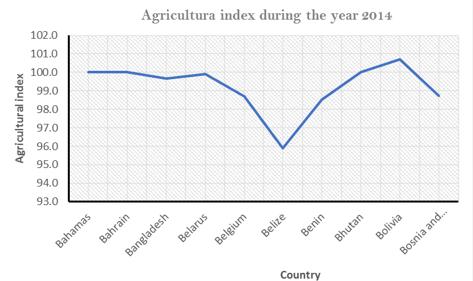 Agricultura index during the year 2014
102.0
101.0
100.0
99.0
98.0
97.0
96.0
95.0
94.0
93.0
Agricultural index
Bahamas
Bahrain
Bangladesh
Belarus
Belgium
Belize
Benin
Bhutan
Bolivia
Bosnia and...
Country